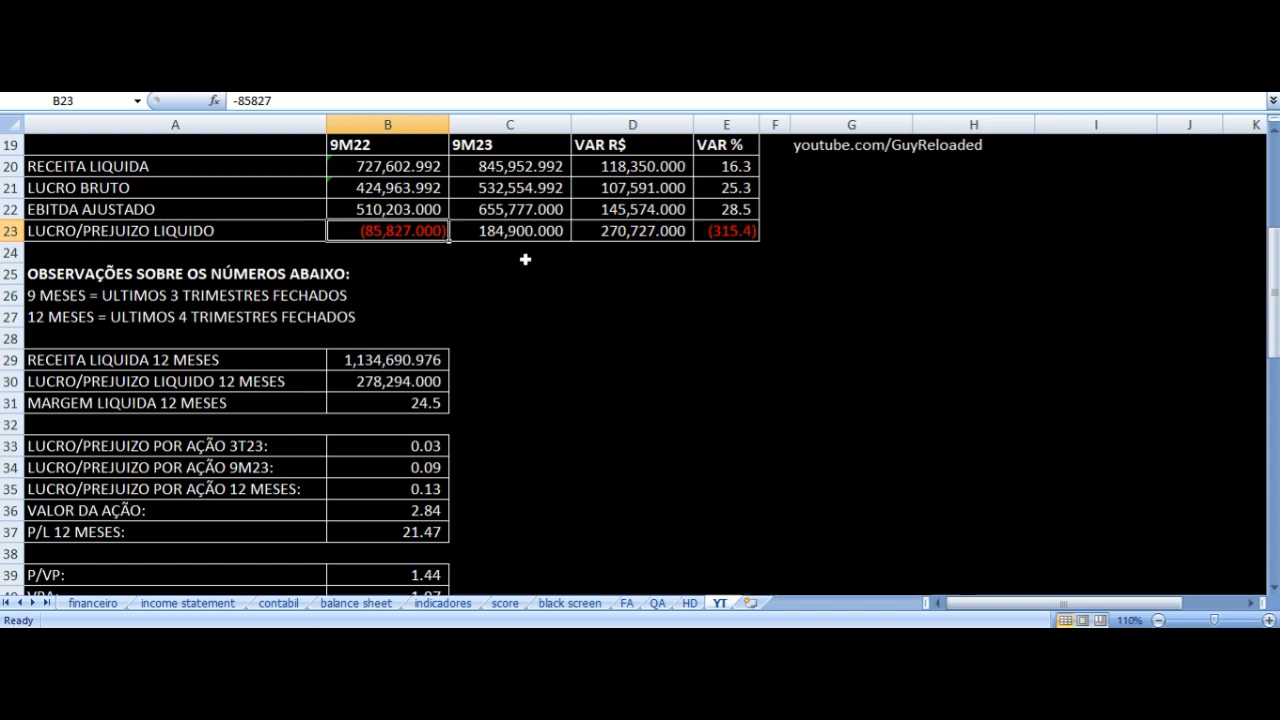 B23 fx -85827
A B C D E F G H I J K
19 9M22 9M23 VAR R$ VAR % youtube.com/GuyReloaded
20 RECEITA LIQUIDA 727,602.992 845,952.992 118,350.000 16.3
21 LUCRO BRUTO 424,963.992 532,554.992 107,591.000 25.3
22 EBITDA AJUSTADO 510,203.000 655,777.000 145,574.000 28.5
23 LUCRO/PREJUIZO LIQUIDO (85,827.000) 184,900.000 270,727.000 (315.4)
24
25 OBSERVAÇÕES SOBRE OS NÚMEROS ABAIXO:
26 9 MESES = ULTIMOS 3 TRIMESTRES FECHADOS
27 12 MESES = ULTIMOS 4 TRIMESTRES FECHADOS
28
29 RECEITA LIQUIDA 12 MESES 1,134,690.976
30 LUCRO/PREJUIZO LIQUIDO 12 MESES 278,294.000
31 MARGEM LIQUIDA 12 MESES 24.5
32
33 LUCRO/PREJUIZO POR AÇÃO 3T23: 0.03
34 LUCRO/PREJUIZO POR AÇÃO 9M23: 0.09
35 LUCRO/PREJUIZO POR AÇÃO 12 MESES: 0.13
36 VALOR DA AÇÃO: 2.84
37 P/L 12 MESES: 21.47
38
39 P/VP: 1.44
financeiro income statement contabil balance sheet indicadores score black screen FA QA HD YT
Ready 110%